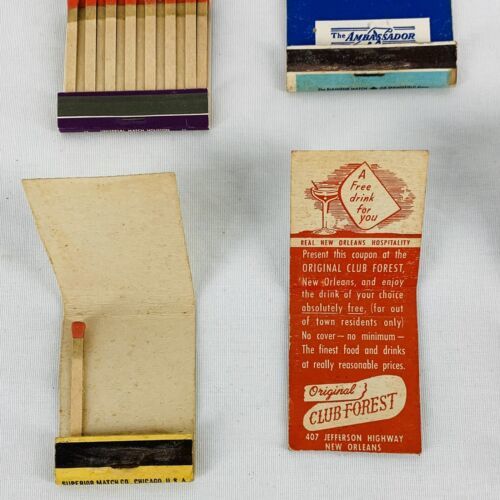 The AMBASSADOR
UNIVERSAL MATCH, HOUSTON
A
Free
drink
for
you
REAL NEW ORLEANS HOSPITALITY
Present this coupon at the
ORIGINAL CLUB FOREST,
New Orleans, and enjoy
the drink of your choice
absolutely free, (for out
of town residents only)
No cover—no minimum—
The finest food and drinks
at really reasonable prices.
Original
CLUB FOREST
407 JEFFERSON HIGHWAY
NEW ORLEANS
SUPERIOR MATCH CO. CHICAGO, U.S.A.